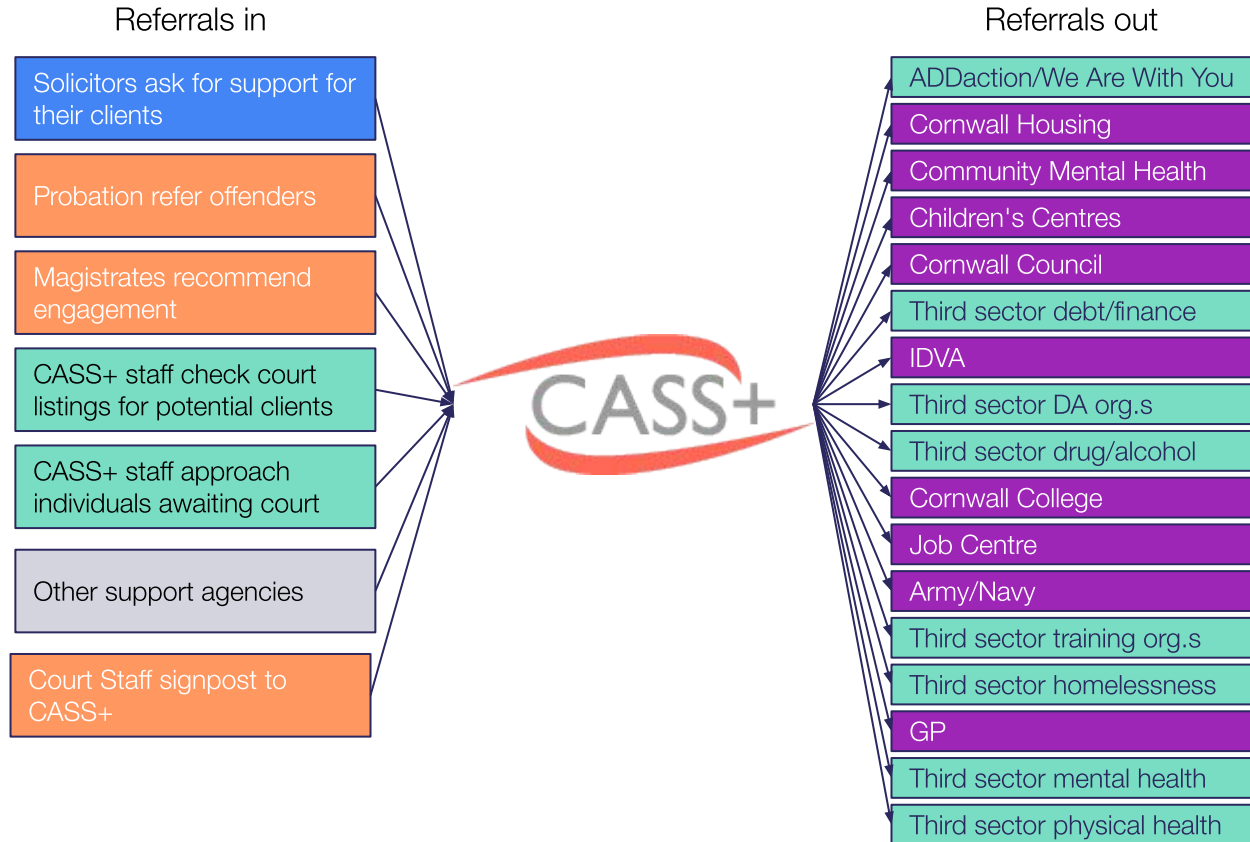 Referrals in
Solicitors ask for support for
their clients
Probation refer offenders
Magistrates recommend
engagement
CASS+ staff check court
listings for potential clients
CASS+ staff approach
individuals awaiting court
Other support agencies
Court Staff signpost to
CASS+
CASS+
Referrals out
ADDaction/We Are With You
Cornwall Housing
Community Mental Health
Children's Centres
Cornwall Council
Third sector debt/finance
IDVA
Third sector DA org.s
Third sector drug/alcohol
Cornwall College
Job Centre
Army/Navy
Third sector training org.s
Third sector homelessness
GP
Third sector mental health
Third sector physical health